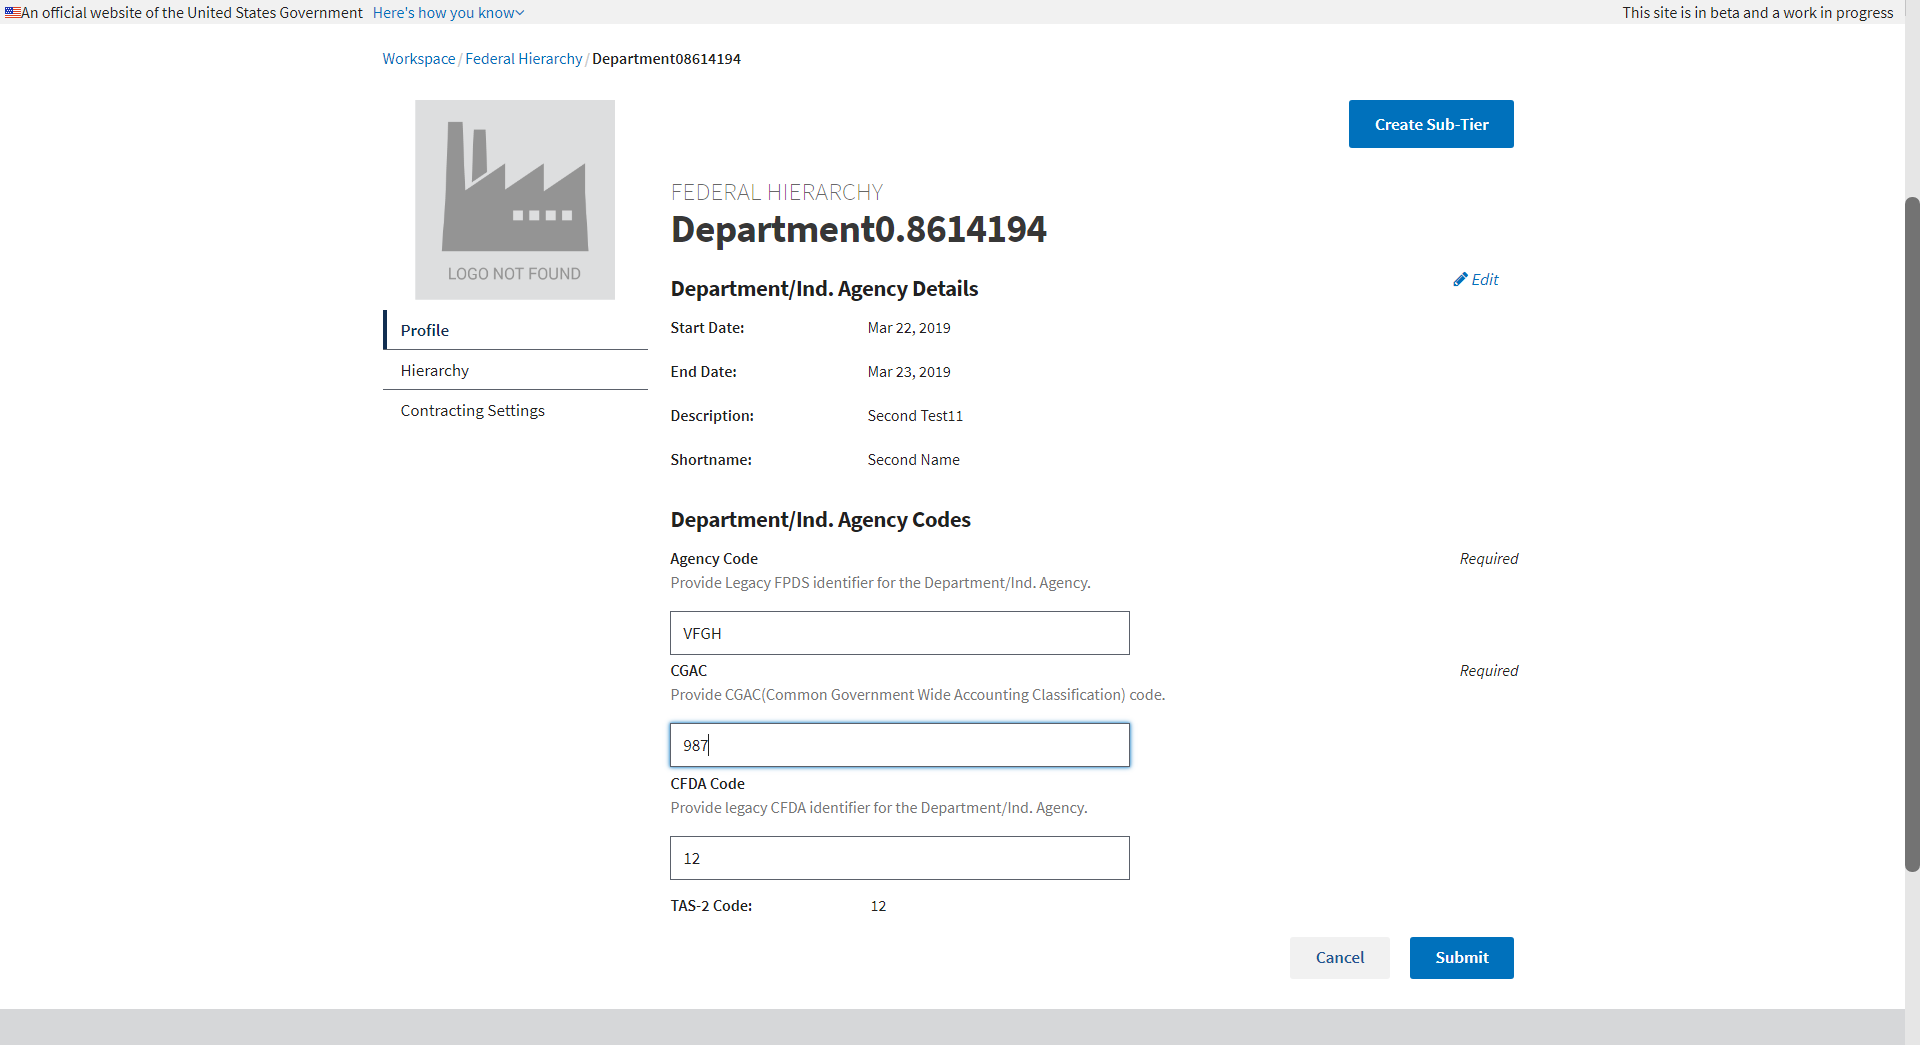 An official website of the United States Government Here's how you know
This site is in beta and a work in progress
Workspace / Federal Hierarchy / Department08614194
LOGO NOT FOUND
Create Sub-Tier
Profile
Hierarchy
Contracting Settings
FEDERAL HIERARCHY
Department0.8614194
Department/Ind. Agency Details
Edit
Start Date: Mar 22, 2019
End Date: Mar 23, 2019
Description: Second Test11
Shortname: Second Name
Department/Ind. Agency Codes
Agency Code Required
Provide Legacy FPDS identifier for the Department/Ind. Agency.
VFGH
CGAC Required
Provide CGAC(Common Government Wide Accounting Classification) code.
987
CFDA Code
Provide legacy CFDA identifier for the Department/Ind. Agency.
12
TAS-2 Code: 12
Cancel Submit